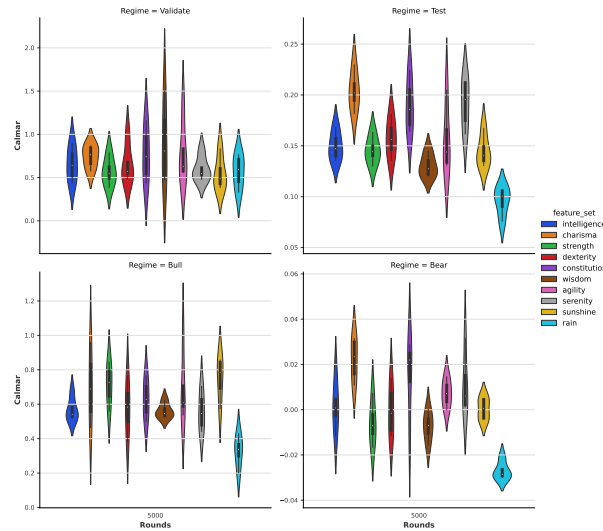 Regime = Validate
Regime = Test
2.0
1.5
1.0
0.5
0.0
Calmar
0.25
0.20
0.15
0.10
0.05
Regime = Bull
Regime = Bear
1.4
1.2
1.0
0.8
0.6
0.4
0.2
0.0
Calmar
0.06
0.04
0.02
0.00
−0.02
−0.04
5000
Rounds
5000
Rounds
feature_set
intelligence
charisma
strength
dexterity
constitutio
wisdom
agility
serenity
sunshine
rain